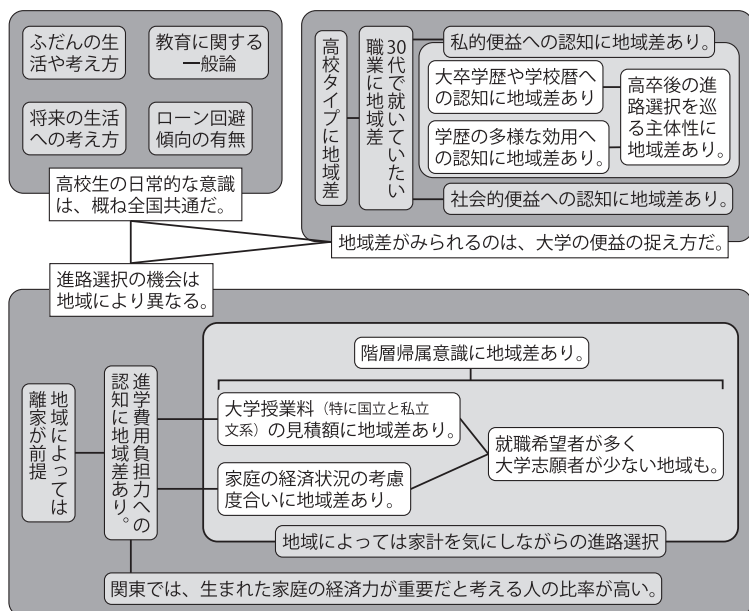 ふだんの生
活や考え方
教育に関する
一般論
将来の生活
への考え方
ローン回避
傾向の有無
高校生の日常的な意識
は、概ね全国共通だ。
高校タイプに地域差
30代で就いていたい
職業に地域差
私的便益への認知に地域差あり。
大卒学歴や学校暦へ
の認知に地域差あり
学歴の多様な効用へ
の認知に地域差あり。
高卒後の進
路選択を巡
る主体性に
地域差あり。
社会的便益への認知に地域差あり。
地域差がみられるのは、大学の便益の捉え方だ。
進路選択の機会は
地域により異なる。
地域によっては
離家が前提
進学費用負担力への
認知に地域差あり。
階層帰属意識に地域差あり。
大学授業料（特に国立と私立
文系）の見積額に地域差あり。
家庭の経済状況の考慮
度合いに地域差あり。
就職希望者が多く
大学志願者が少ない地域も。
地域によっては家計を気にしながらの進路選択
関東では、生まれた家庭の経済力が重要だと考える人の比率が高い。